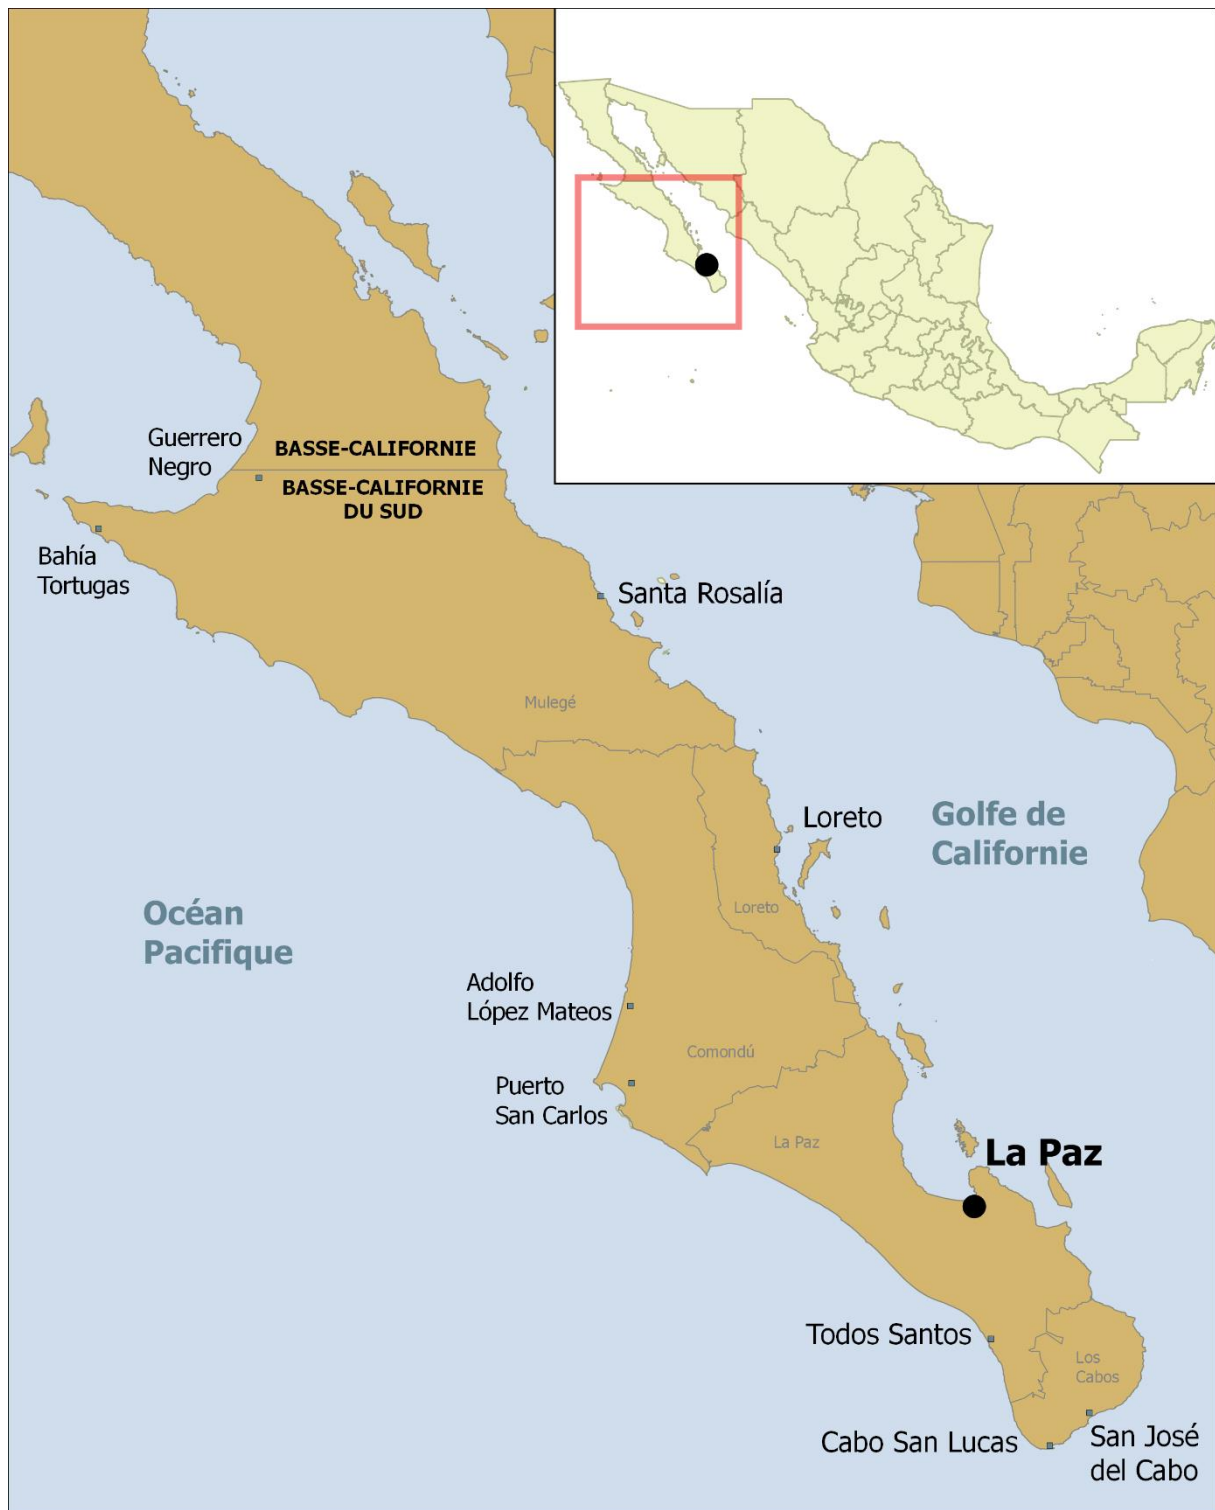 Guerrero
Negro
BASSE-CALIFORNIE
BASSE-CALIFORNIE
DU SUD
Bahía
Tortugas
Santa Rosalía
Mulegé
Loreto
Golfe de
Californie
Océan
Pacifique
Loreto
Adolfo
López Mateos
Comondú
Puerto
San Carlos
La Paz
La Paz
Todos Santos
Los
Cabos
Cabo San Lucas
San José
del Cabo